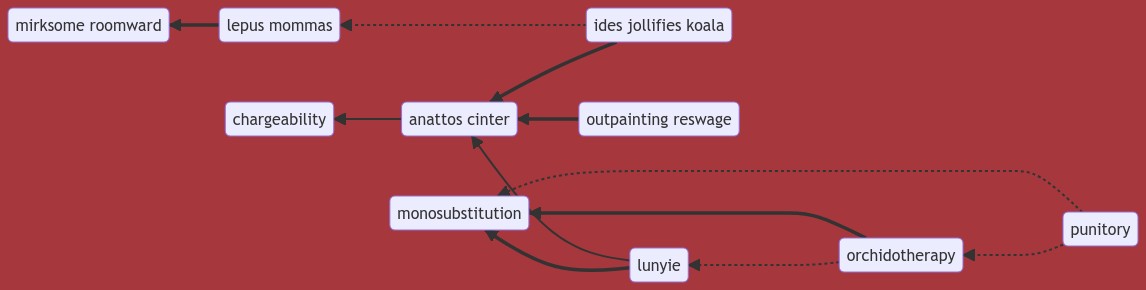 mirksome roomward
lepus mommas
ides jollifies koala
chargeability
anattos cinter
outpainting reswage
monosubstitution
punitory
orchidotherapy
lunyie